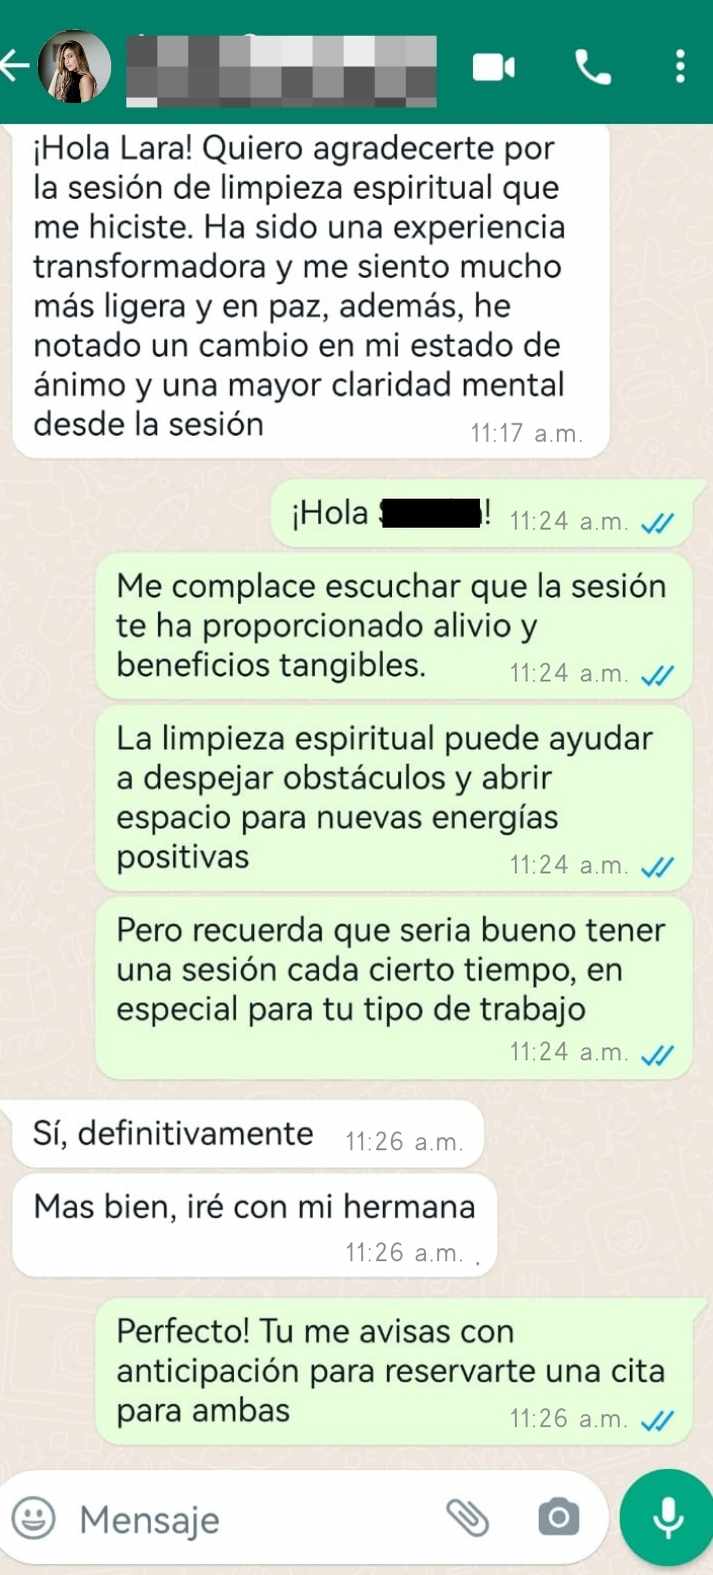 ¡Hola Lara! Quiero agradecerte por
la sesión de limpieza espiritual que
me hiciste. Ha sido una experiencia
transformadora y me siento mucho
más ligera y en paz, además, he
notado un cambio en mi estado de
ánimo y una mayor claridad mental
desde la sesión
11:17 a.m.
¡Hola !
11:24 a.m.
Me complace escuchar que la sesión
te ha proporcionado alivio y
beneficios tangibles.
11:24 a.m.
La limpieza espiritual puede ayudar
a despejar obstáculos y abrir
espacio para nuevas energías
positivas
11:24 a.m.
Pero recuerda que seria bueno tener
una sesión cada cierto tiempo, en
especial para tu tipo de trabajo
11:24 a.m.
Sí, definitivamente
11:26 a.m.
Mas bien, iré con mi hermana
11:26 a.m. .
Perfecto! Tu me avisas con
anticipación para reservarte una cita
para ambas
11:26 a.m.
Mensaje